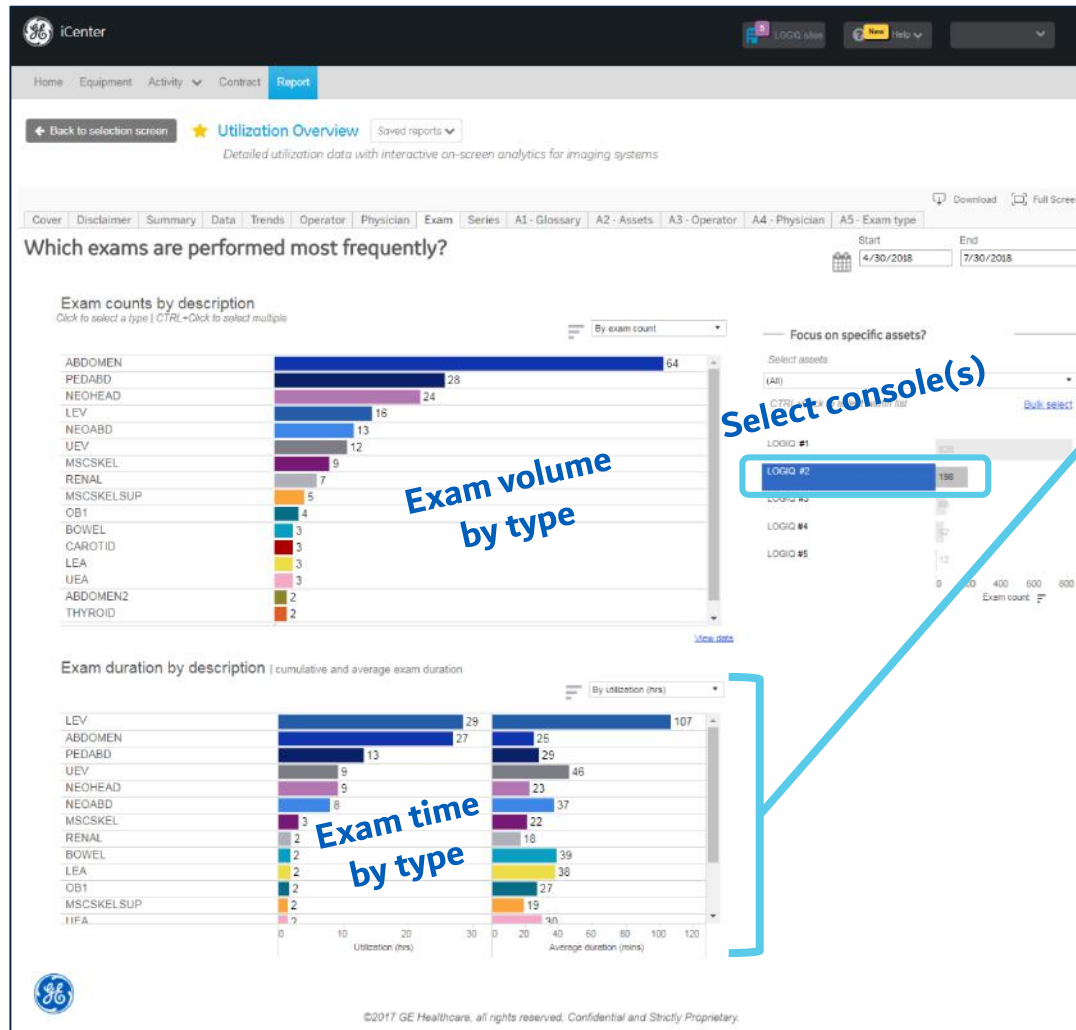 iCenter
5
LOGIQ sites
New
Help
Home Equipment Activity Contract Report
Back to selection screen
Utilization Overview
Saved reports
Detailed utilization data with interactive on-screen analytics for imaging systems
Download Full Screen
Cover Disclaimer Summary Data Trends Operator Physician Exam Series A1 - Glossary A2 - Assets A3 - Operator A4 - Physician A5 - Exam type
Which exams are performed most frequently?
Start End
4/30/2018 7/30/2018
Exam counts by description
Click to select a type | CTRL+Click to select multiple
By exam count
ABDOMEN 64
PEDABD 28
NEOHEAD 24
LEV 16
NEOABD 13
UEV 12
MSCSKEL 9
RENAL 7
MSCSKELSUP 5
OB1 4
BOWEL 3
CAROTID 3
LEA 3
UEA 3
ABDOMEN2 2
THYROID 2
View data
Exam volume
by type
Focus on specific assets?
Select assets
(All)
Select console(s)
Bulk select
LOGIQ #1
LOGIQ #2 196
LOGIQ #3
LOGIQ #4
LOGIQ #5 12
0 400 600 800
Exam count
Exam duration by description | cumulative and average exam duration
By utilization (hrs)
LEV 29 107
ABDOMEN 27 25
PEDABD 13 29
UEV 9 46
NEOHEAD 9 23
NEOABD 8 37
MSCSKEL 3 22
RENAL 2 18
BOWEL 2 39
LEA 2 38
OB1 2 27
MSCSKELSUP 2 19
UEA 2 30
0 10 20 30 0 20 40 60 80 100 120
Utilization (hrs) Average duration (mins)
Exam time
by type
©2017 GE Healthcare, all rights reserved. Confidential and Strictly Proprietary.